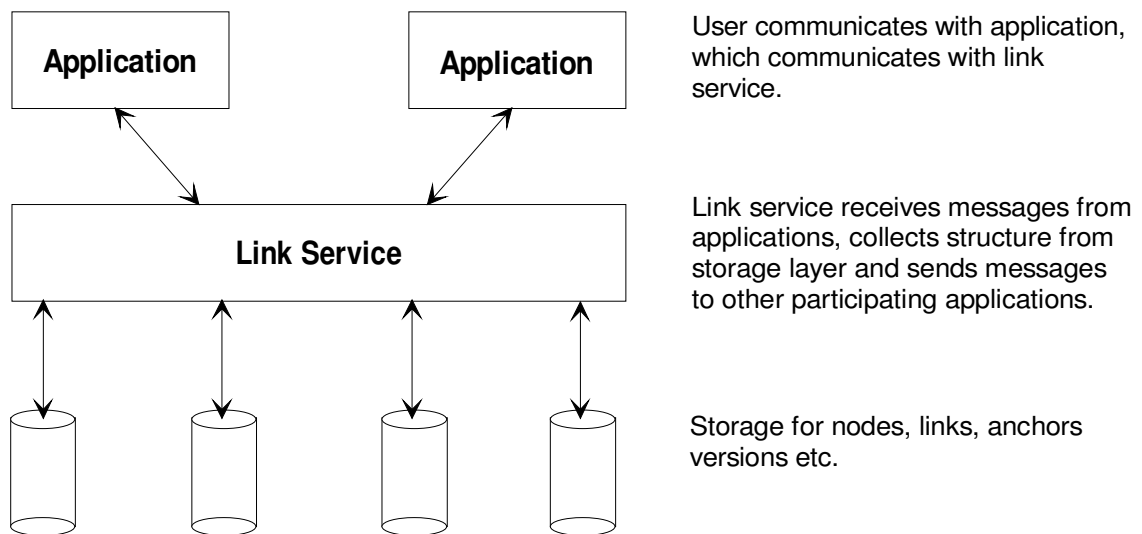 Application
Application
User communicates with application,
which communicates with link
service.
Link Service
Link service receives messages from
applications, collects structure from
storage layer and sends messages
to other participating applications.
Storage for nodes, links, anchors
versions etc.